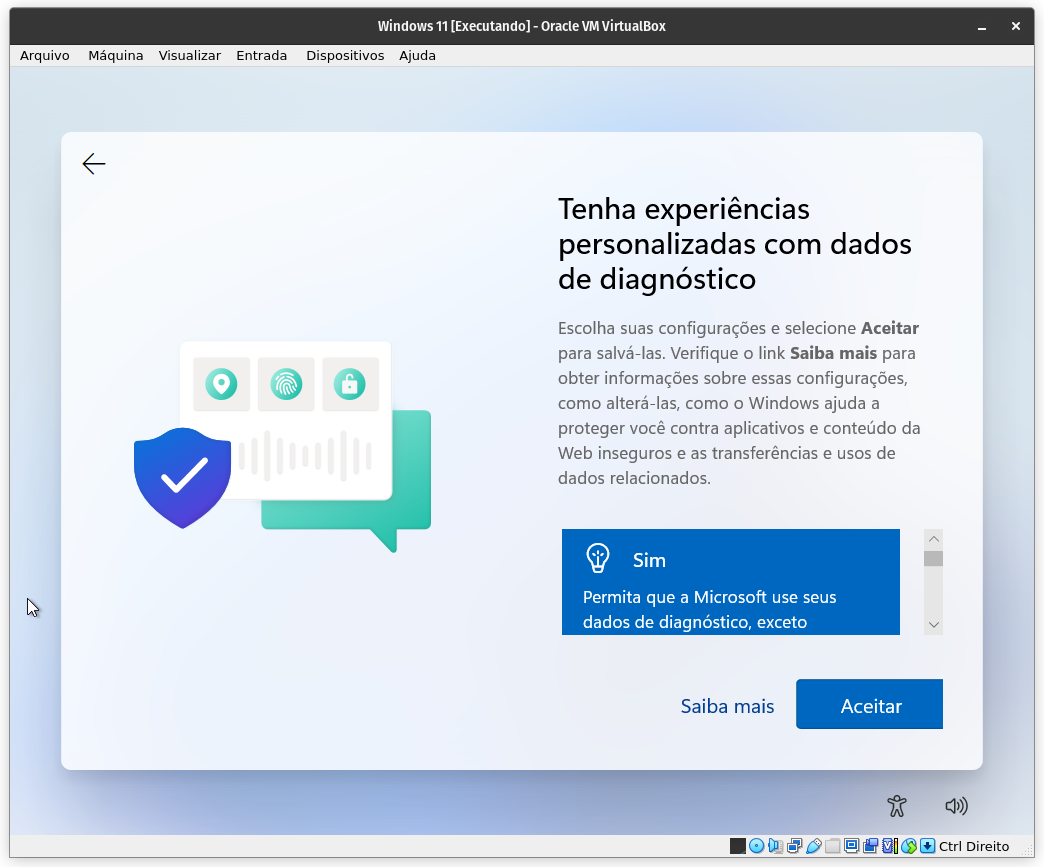 Windows 11 [Executando] - Oracle VM VirtualBox
Arquivo Máquina Visualizar Entrada Dispositivos Ajuda
Tenha experiências
personalizadas com dados
de diagnóstico
Escolha suas configurações e selecione Aceitar
para salvá-las. Verifique o link Saiba mais para
obter informações sobre essas configurações,
como alterá-las, como o Windows ajuda a
proteger você contra aplicativos e conteúdo da
Web inseguros e as transferências e usos de
dados relacionados.
Sim
Permita que a Microsoft use seus
dados de diagnóstico, exceto
Saiba mais
Aceitar
Ctrl Direito